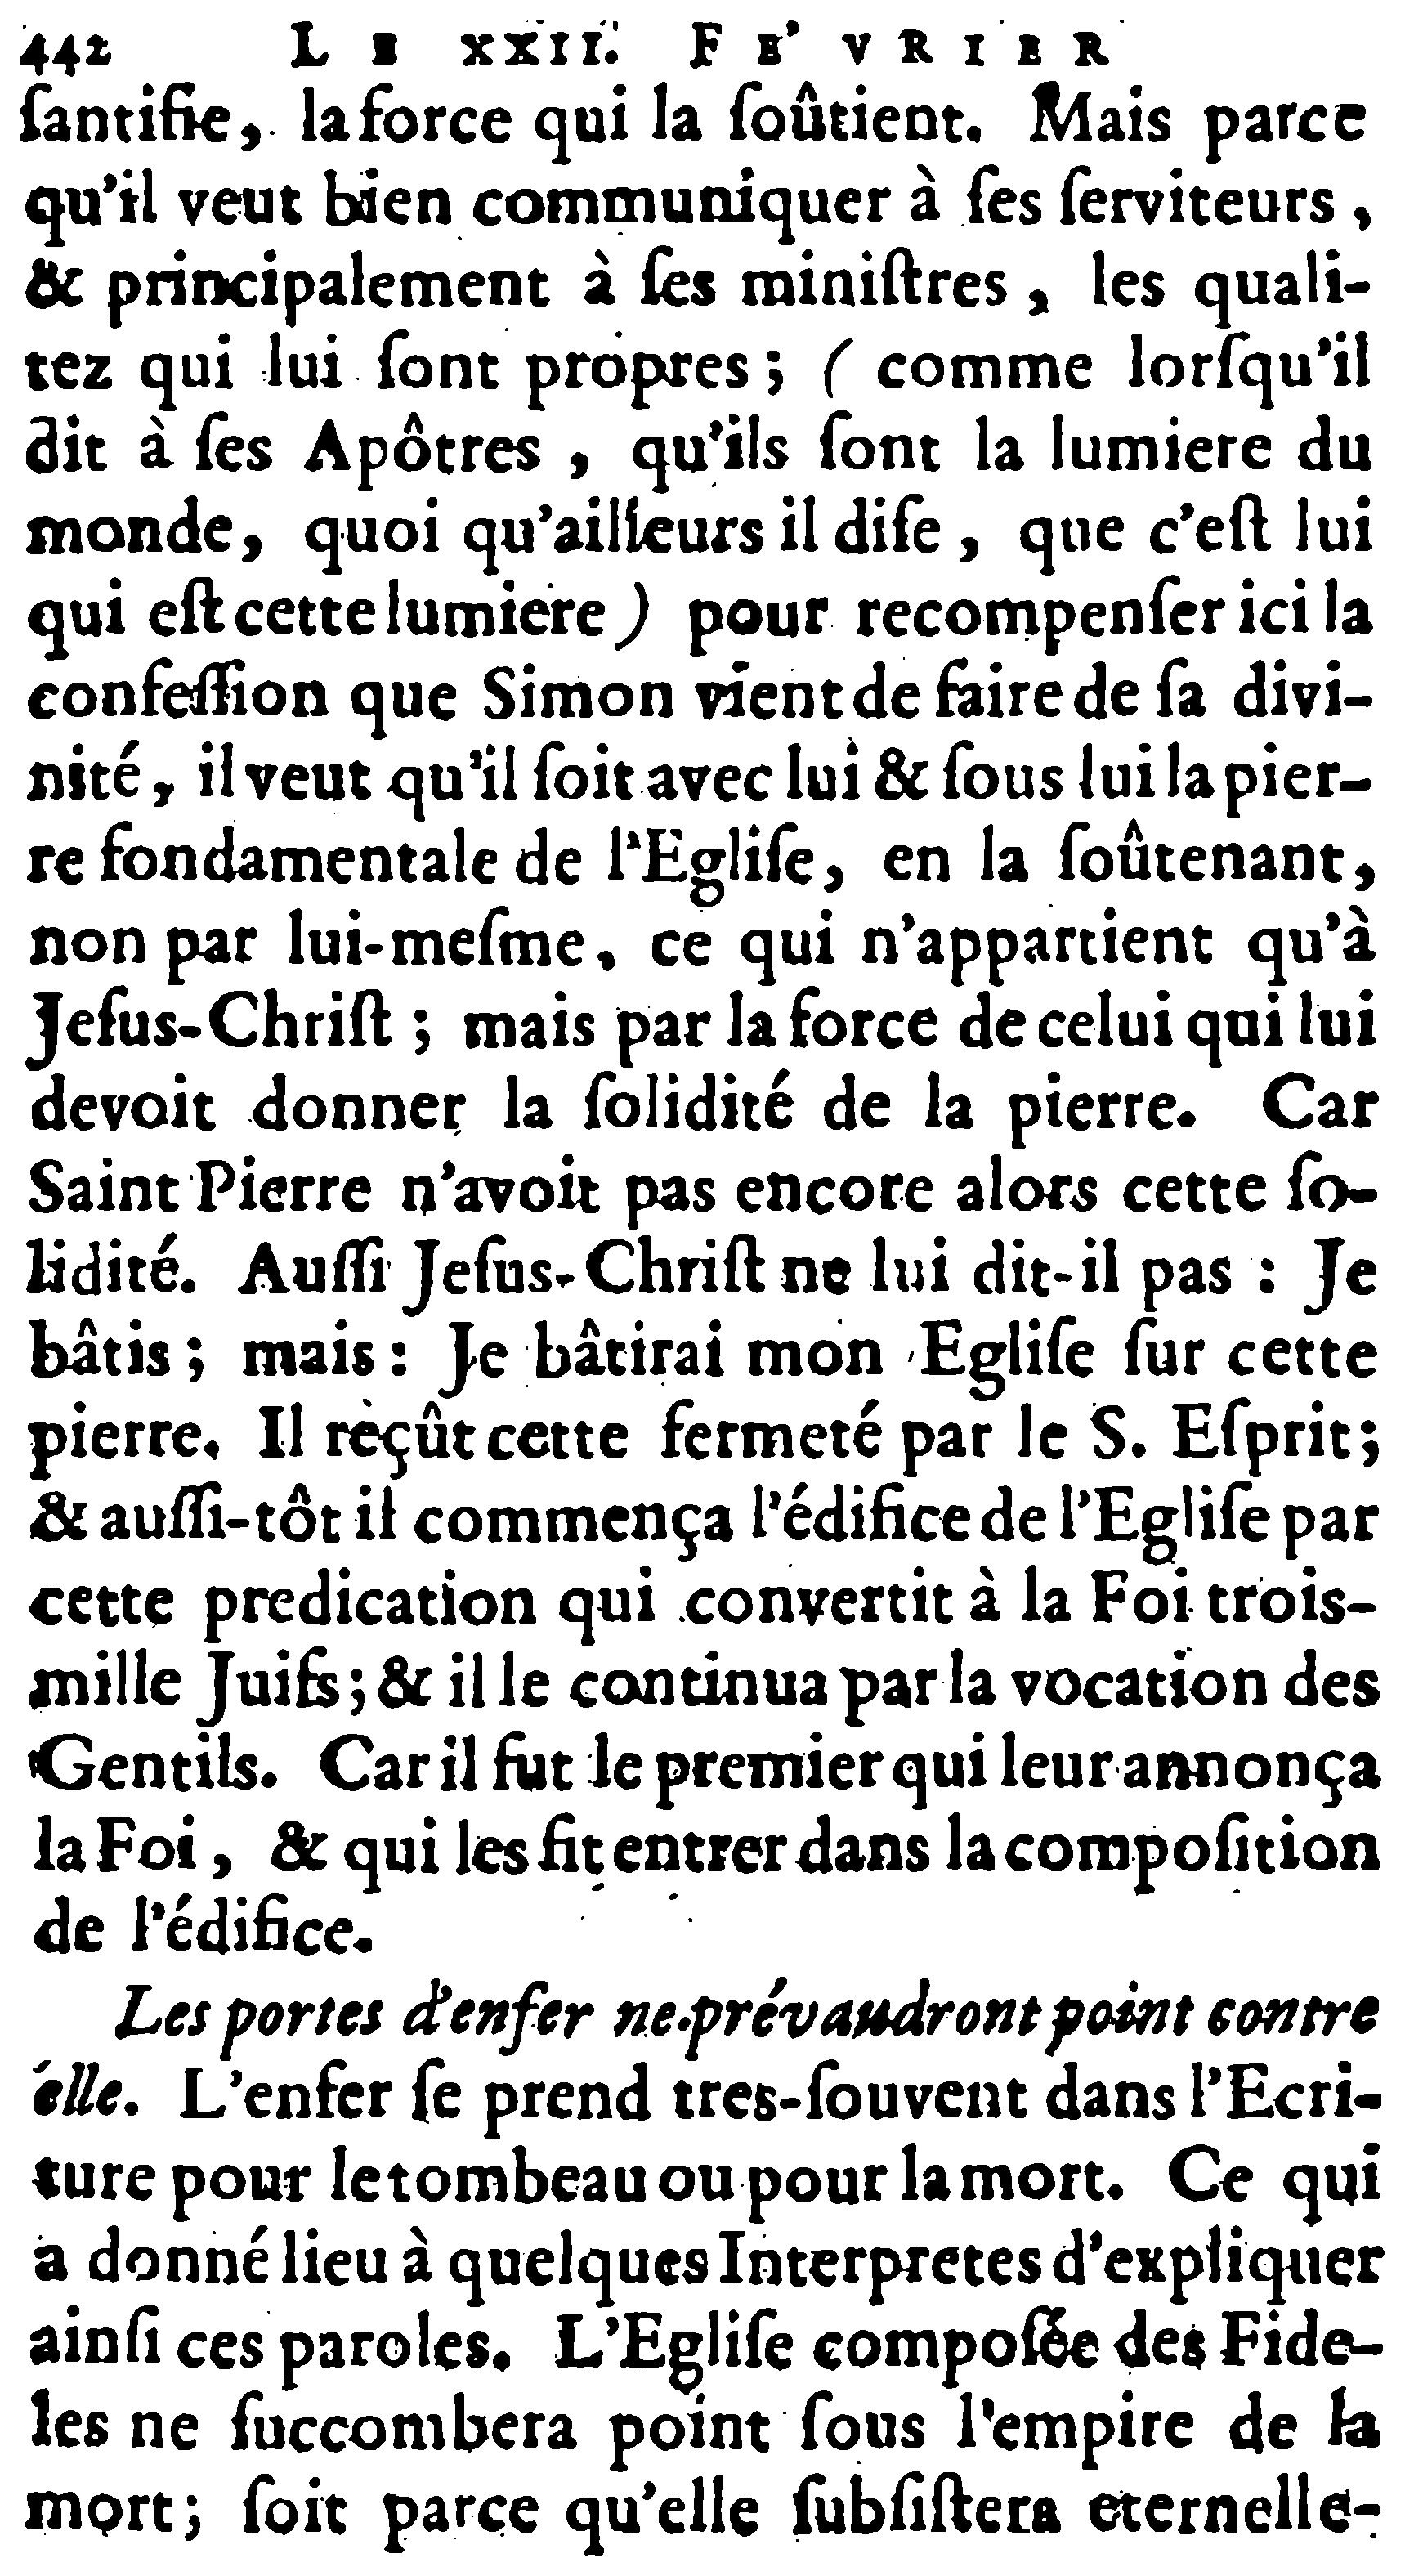 442 LE XXII. FE'VRIER
ſantifie, la force qui la ſoûtient. Mais parce
qu'il veut bien communiquer à ſes ſerviteurs,
& principalement à ſes miniſtres, les quali-
tez qui lui ſont propres; (comme lorſqu'il
dit à ſes Apôtres, qu'ils ſont la lumiere du
monde, quoi qu'ailleurs il diſe, que c'eſt lui
qui eſt cette lumiere) pour recompenſer ici la
confeſſion que Simon vient de faire de ſa divi-
nité, il veut qu'il ſoit avec lui & ſous lui la pier-
re fondamentale de l'Egliſe, en la ſoûtenant,
non par lui-meſme, ce qui n'appartient qu'à
Jeſus-Chriſt; mais par la force de celui qui lui
devoit donner la ſolidité de la pierre. Car
Saint Pierre n'avoit pas encore alors cette ſo-
lidité. Auſſi Jeſus-Chriſt ne lui dit-il pas: Je
bâtis; mais: Je bâtirai mon Egliſe ſur cette
pierre. Il reçût cette fermeté par le S. Eſprit;
& auſſi-tôt il commença l'édifice de l'Egliſe par
cette predication qui convertit à la Foi trois-
mille Juifs; & il le continua par la vocation des
Gentils. Car il fut le premier qui leur annonça
la Foi, & qui les fit entrer dans la compoſition
de l'édifice.
Les portes d'enfer ne prévaudront point contre
elle. L'enfer ſe prend tres-ſouvent dans l'Ecri-
ture pour le tombeau ou pour la mort. Ce qui
a donné lieu à quelques Interpretes d'expliquer
ainſi ces paroles. L'Egliſe compoſée des Fide-
les ne ſuccombera point ſous l'empire de la
mort; ſoit parce qu'elle ſubſiſtera eternelle-